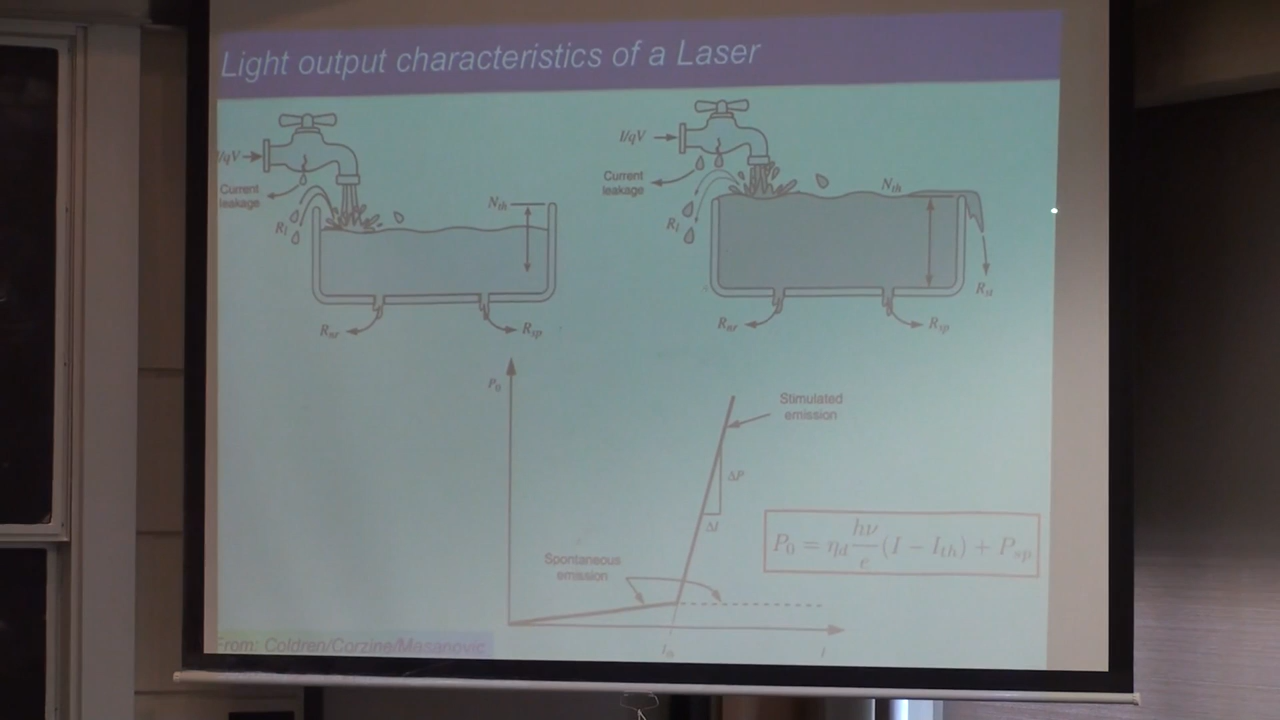 Light output characteristics of a Laser
I/qV
Current
leakage
R_l
N_th
R_nr
R_sp
I/qV
Current
leakage
R_l
N_th
R_st
R_nr
R_sp
P_0
Stimulated
emission
ΔP
ΔI
Spontaneous
emission
P_0 = η_d hν/e (I − I_th) + P_sp
I_th
I
From: Coldren/Corzine/Masanovic